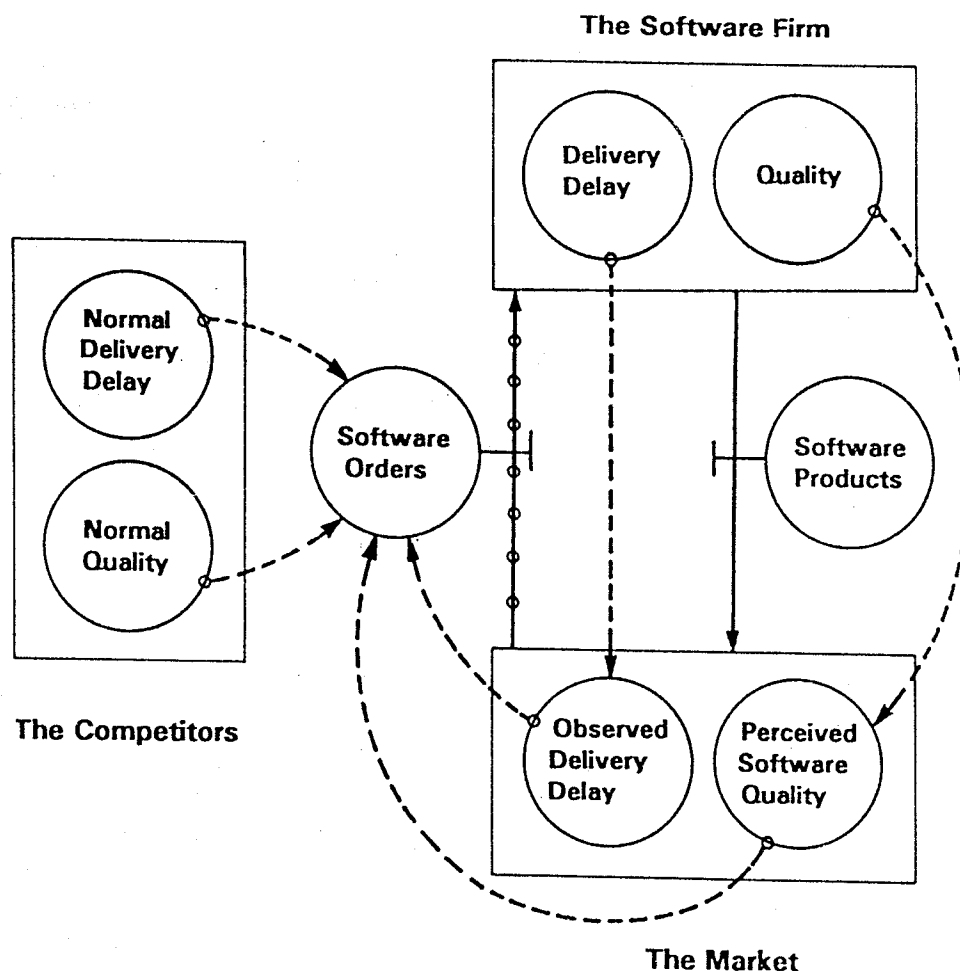 The Software Firm
Delivery
Delay
Quality
Normal
Delivery
Delay
Normal
Quality
The Competitors
Software
Orders
Software
Products
Observed
Delivery
Delay
Perceived
Software
Quality
The Market